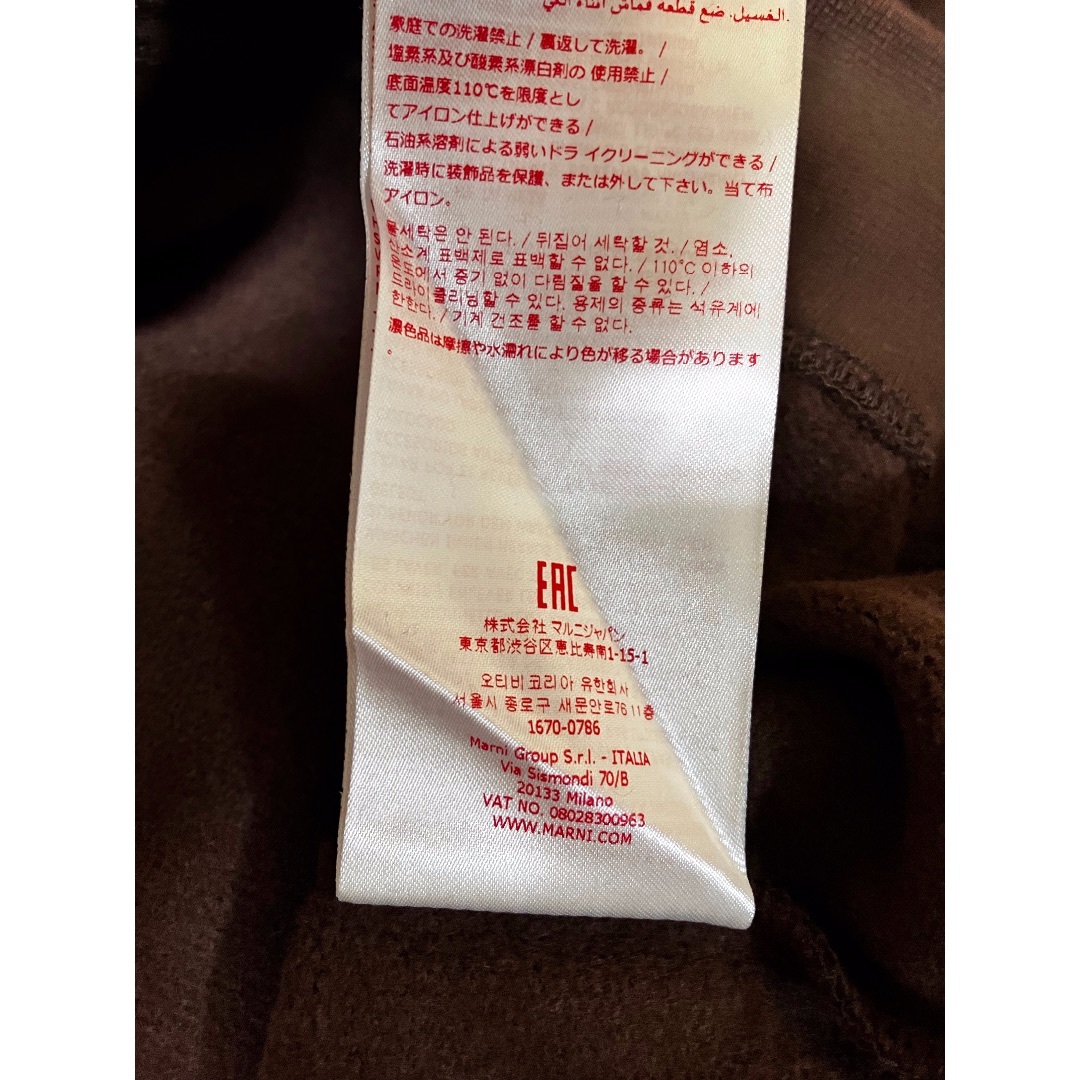 الغسيل. ضع قطعة قماش أثناء الكي.
家庭での洗濯禁止 / 裏返して洗濯。 /
塩素系及び酸素系漂白剤の 使用禁止 /
底面温度110℃を限度とし
てアイロン仕上げができる /
石油系溶剤による弱いドラ イクリーニングができる /
洗濯時に装飾品を保護、または外して下さい。当て布
アイロン。
물세탁은 안 된다. / 뒤집어 세탁할 것. / 염소,
산소계 표백제로 표백할 수 없다. / 110°C 이하의
온도에서 증기 없이 다림질을 할 수 있다. /
드라이 클리닝할 수 있다. 용제의 종류는 석유계에
한한다. / 기계 건조를 할 수 없다.
濃色品は摩擦や水濡れにより色が移る場合があります
。
EAC
株式会社 マルニジャパン
東京都渋谷区恵比寿南1-15-1
오티비 코리아 유한회사
서울시 종로구 새문안로76 11층
1670-0786
Marni Group S.r.l. - ITALIA
Via Sismondi 70/B
20133 Milano
VAT NO. 08028300963
WWW.MARNI.COM